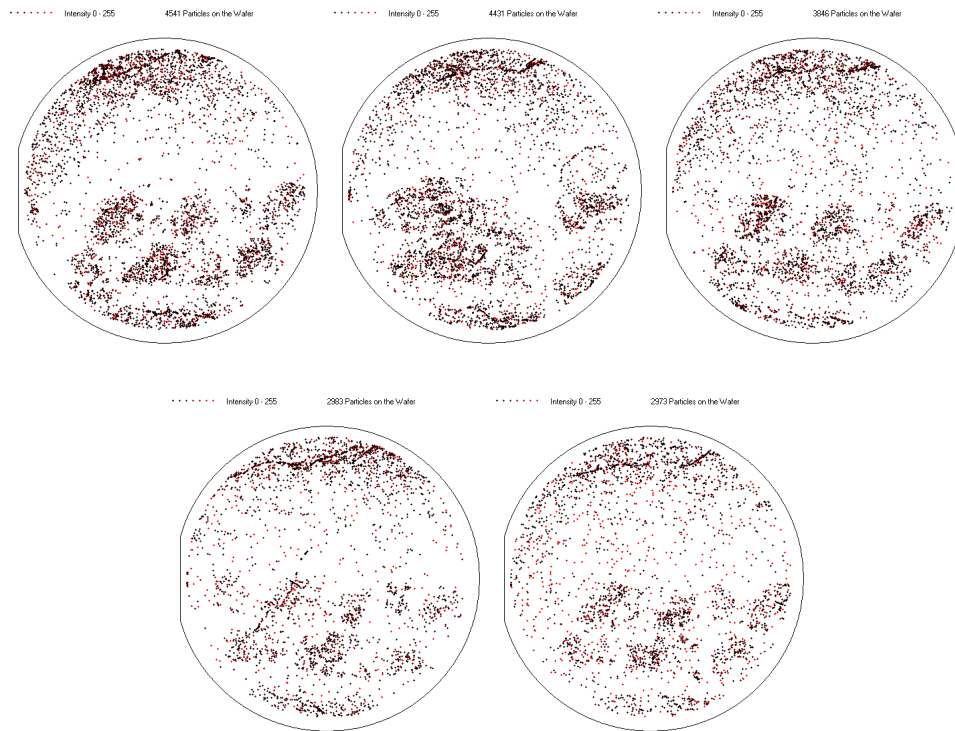 Intensity 0 - 255 4541 Particles on the Wafer
Intensity 0 - 255 4431 Particles on the Wafer
Intensity 0 - 255 3846 Particles on the Wafer
Intensity 0 - 255 2983 Particles on the Wafer
Intensity 0 - 255 2973 Particles on the Wafer